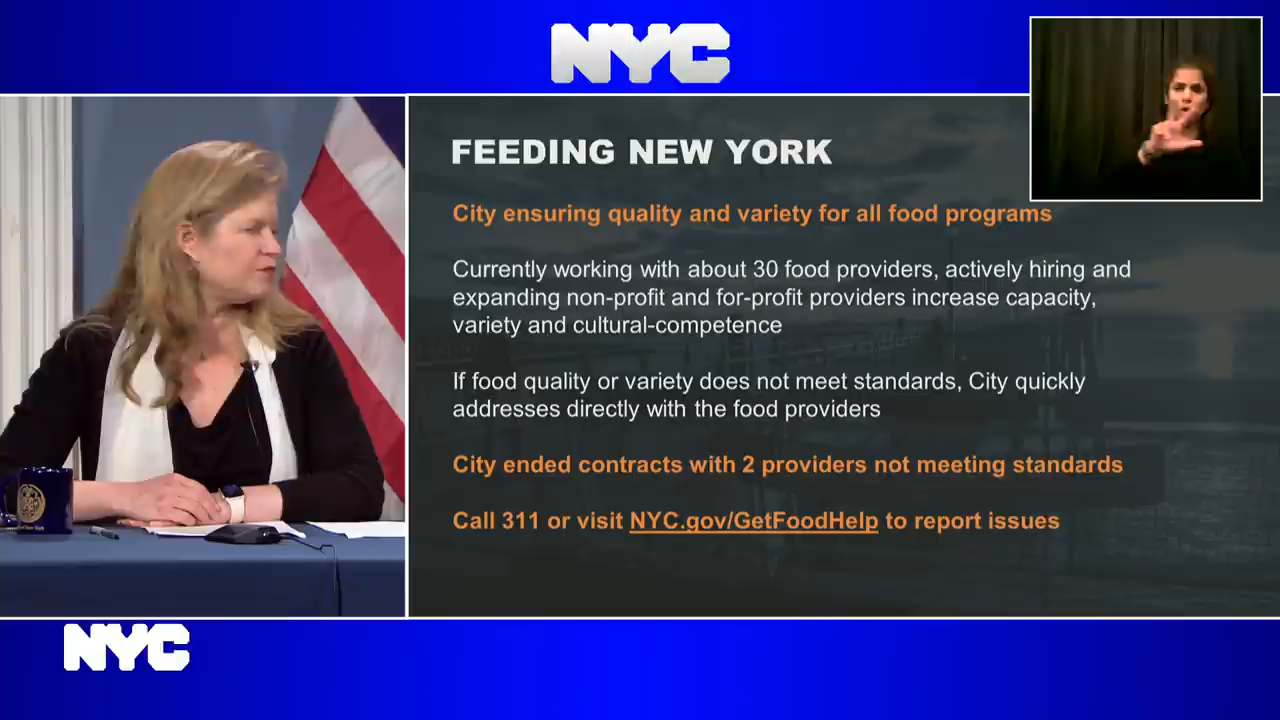 NYC
FEEDING NEW YORK
City ensuring quality and variety for all food programs
Currently working with about 30 food providers, actively hiring and
expanding non-profit and for-profit providers increase capacity,
variety and cultural-competence
If food quality or variety does not meet standards, City quickly
addresses directly with the food providers
City ended contracts with 2 providers not meeting standards
Call 311 or visit NYC.gov/GetFoodHelp to report issues
NYC